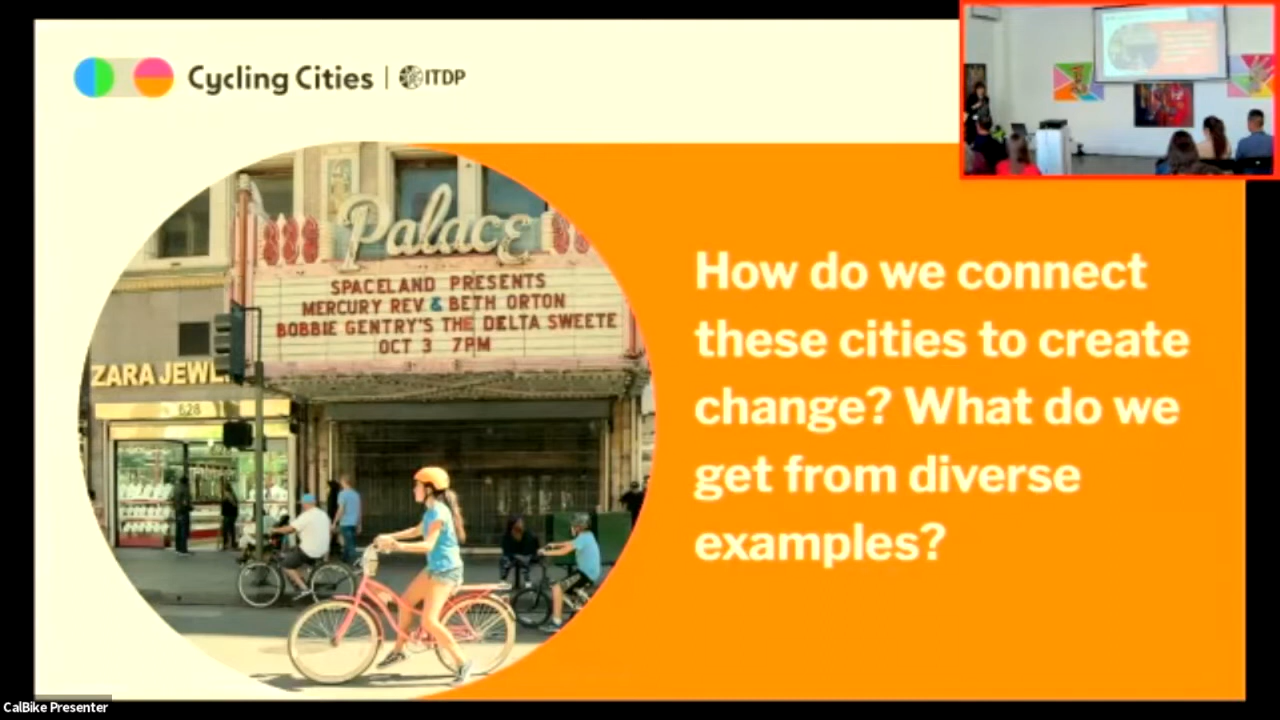 Cycling Cities | ITDP
Palace
SPACELAND PRESENTS
MERCURY REV & BETH ORTON
BOBBIE GENTRY'S THE DELTA SWEETE
OCT 3 7PM
ZARA JEWL
628
How do we connect
these cities to create
change? What do we
get from diverse
examples?
CalBike Presenter